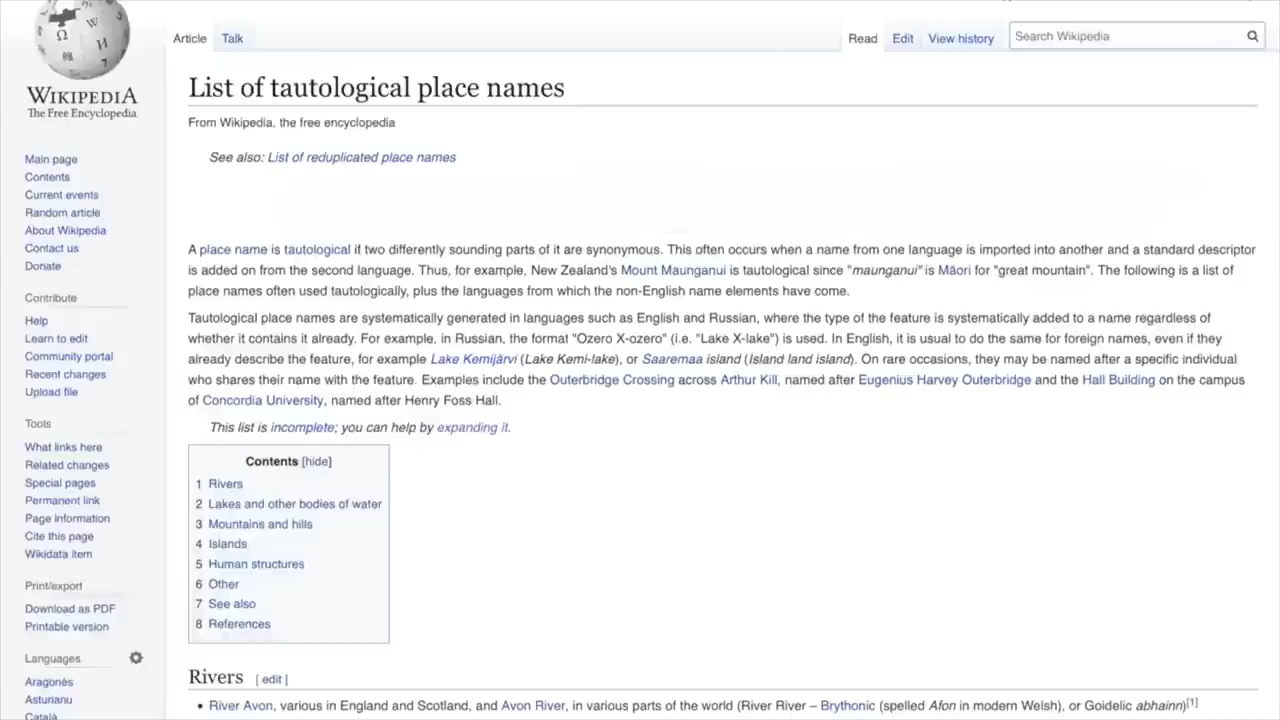 Article Talk Read Edit View history Search Wikipedia
WIKIPEDIA
The Free Encyclopedia
Main page
Contents
Current events
Random article
About Wikipedia
Contact us
Donate
Contribute
Help
Learn to edit
Community portal
Recent changes
Upload file
Tools
What links here
Related changes
Special pages
Permanent link
Page information
Cite this page
Wikidata item
Print/export
Download as PDF
Printable version
Languages
Aragonés
Asturianu
Català
List of tautological place names
From Wikipedia, the free encyclopedia
See also: List of reduplicated place names
A place name is tautological if two differently sounding parts of it are synonymous. This often occurs when a name from one language is imported into another and a standard descriptor
is added on from the second language. Thus, for example, New Zealand's Mount Maunganui is tautological since "maunganui" is Māori for "great mountain". The following is a list of
place names often used tautologically, plus the languages from which the non-English name elements have come.
Tautological place names are systematically generated in languages such as English and Russian, where the type of the feature is systematically added to a name regardless of
whether it contains it already. For example, in Russian, the format "Ozero X-ozero" (i.e. "Lake X-lake") is used. In English, it is usual to do the same for foreign names, even if they
already describe the feature, for example Lake Kemijärvi (Lake Kemi-lake), or Saaremaa island (Island land island). On rare occasions, they may be named after a specific individual
who shares their name with the feature. Examples include the Outerbridge Crossing across Arthur Kill, named after Eugenius Harvey Outerbridge and the Hall Building on the campus
of Concordia University, named after Henry Foss Hall.
This list is incomplete; you can help by expanding it.
Contents [hide]
1 Rivers
2 Lakes and other bodies of water
3 Mountains and hills
4 Islands
5 Human structures
6 Other
7 See also
8 References
Rivers [ edit ]
• River Avon, various in England and Scotland, and Avon River, in various parts of the world (River River – Brythonic (spelled Afon in modern Welsh), or Goidelic abhainn)[1]